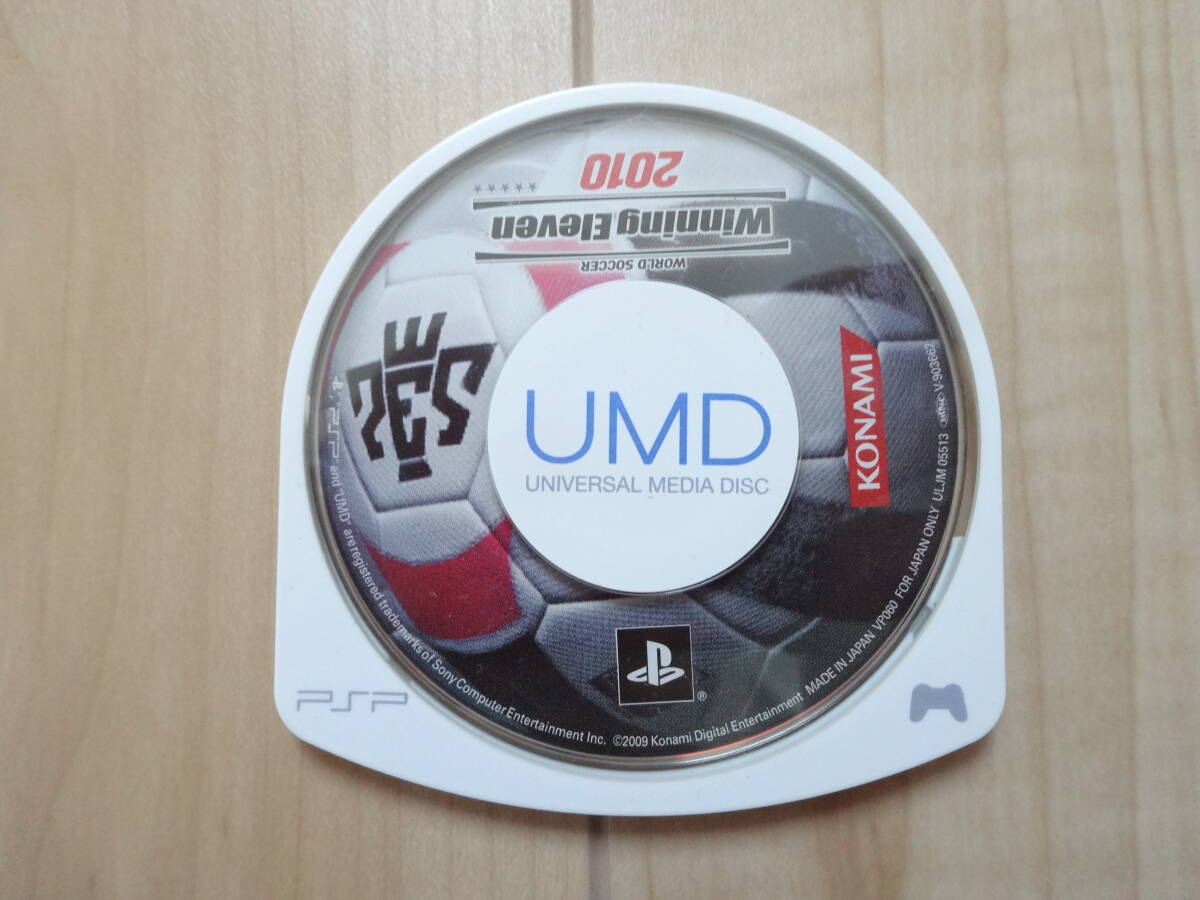 WORLD SOCCER
Winning Eleven
2010
UMD
UNIVERSAL MEDIA DISC
KONAMI
PES
PSP and "UMD" are registered trademarks of Sony Computer Entertainment Inc. ©2009 Konami Digital Entertainment MADE IN JAPAN VP060 FOR JAPAN ONLY ULJM 05513 V-903662
®
PSP